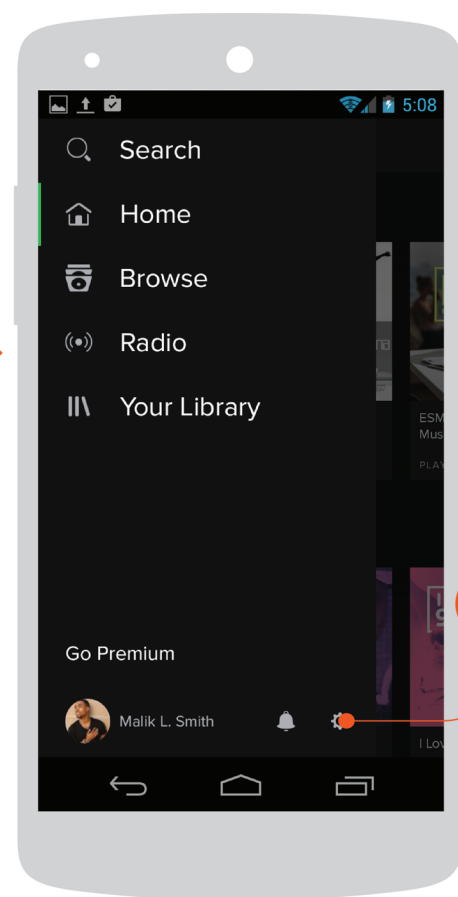 5:08
Search
Home
Browse
Radio
Your Library
ESM
Mus
PLAY
Go Premium
Malik L. Smith
I Lov